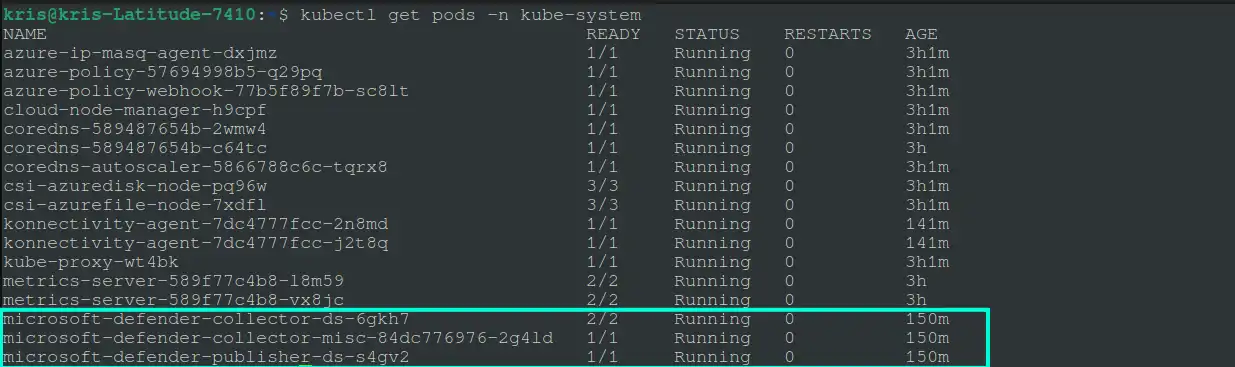 kris@kris-Latitude-7410:~$ kubectl get pods -n kube-system
NAME READY STATUS RESTARTS AGE
azure-ip-masq-agent-dxjmz 1/1 Running 0 3h1m
azure-policy-57694998b5-q29pq 1/1 Running 0 3h1m
azure-policy-webhook-77b5f89f7b-sc8lt 1/1 Running 0 3h1m
cloud-node-manager-h9cpf 1/1 Running 0 3h1m
coredns-589487654b-2wmw4 1/1 Running 0 3h1m
coredns-589487654b-c64tc 1/1 Running 0 3h
coredns-autoscaler-5866788c6c-tqrx8 1/1 Running 0 3h1m
csi-azuredisk-node-pq96w 3/3 Running 0 3h1m
csi-azurefile-node-7xdfl 3/3 Running 0 3h1m
konnectivity-agent-7dc4777fcc-2n8md 1/1 Running 0 141m
konnectivity-agent-7dc4777fcc-j2t8q 1/1 Running 0 141m
kube-proxy-wt4bk 1/1 Running 0 3h1m
metrics-server-589f77c4b8-l8m59 2/2 Running 0 3h
metrics-server-589f77c4b8-vx8jc 2/2 Running 0 3h
microsoft-defender-collector-ds-6gkh7 2/2 Running 0 150m
microsoft-defender-collector-misc-84dc776976-2g4ld 1/1 Running 0 150m
microsoft-defender-publisher-ds-s4gv2 1/1 Running 0 150m